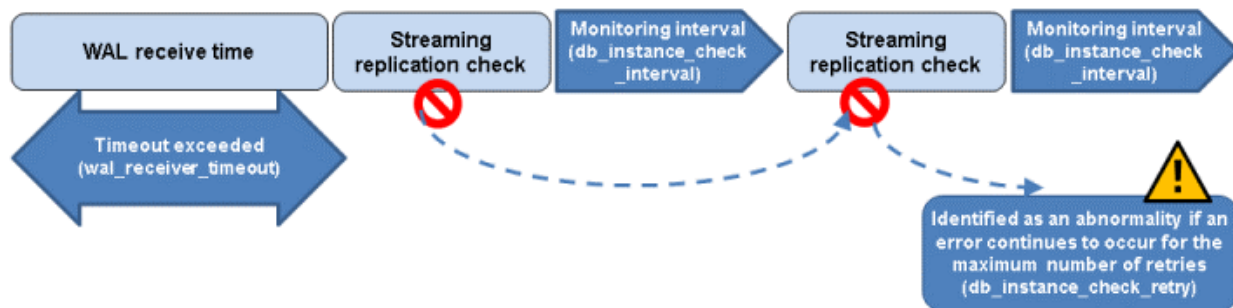 WAL receive time
Streaming
replication check
Monitoring interval
(db_instance_check
_interval)
Streaming
replication check
Monitoring interval
(db_instance_check
_interval)
Timeout exceeded
(wal_receiver_timeout)
Identified as an abnormality if an
error continues to occur for the
maximum number of retries
(db_instance_check_retry)